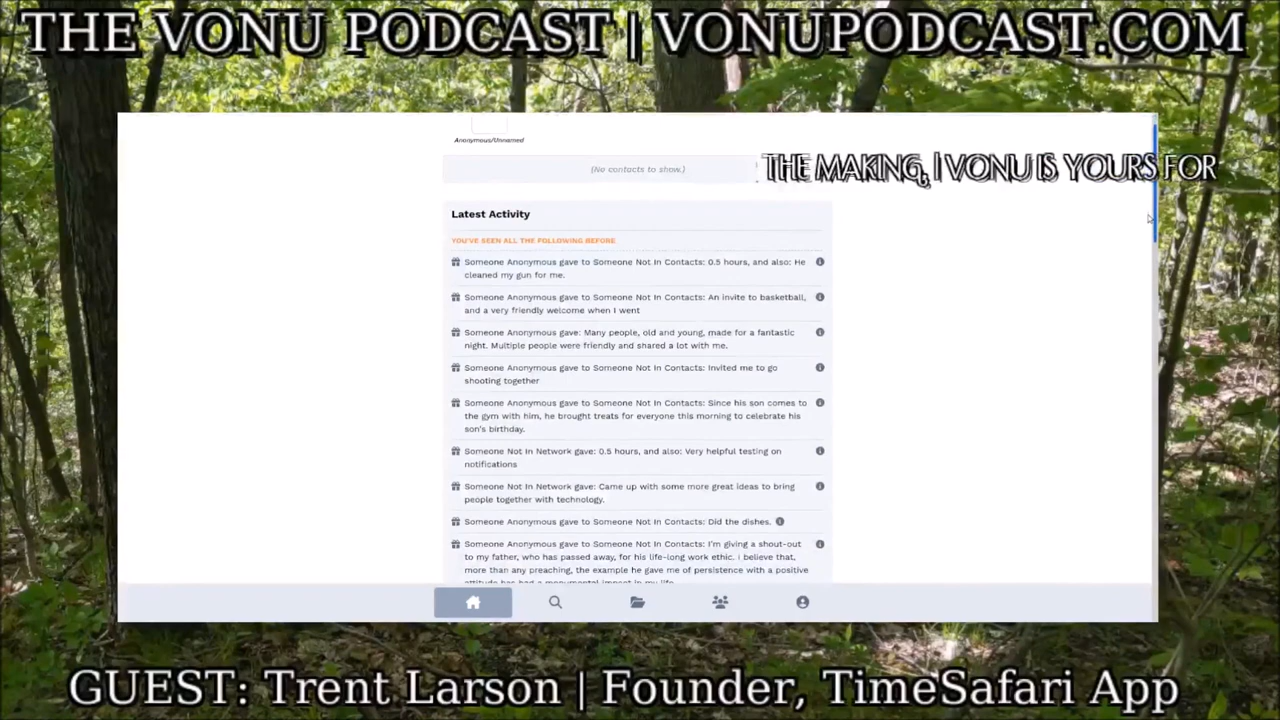 THE VONU PODCAST | VONUPODCAST.COM
Anonymous/Unnamed
(No contacts to show.)
THE MAKING, | VONU IS YOURS FOR
Latest Activity
YOU'VE SEEN ALL THE FOLLOWING BEFORE
Someone Anonymous gave to Someone Not In Contacts: 0.5 hours, and also: He
cleaned my gun for me.
Someone Anonymous gave to Someone Not In Contacts: An invite to basketball,
and a very friendly welcome when I went
Someone Anonymous gave: Many people, old and young, made for a fantastic
night. Multiple people were friendly and shared a lot with me.
Someone Anonymous gave to Someone Not In Contacts: Invited me to go
shooting together
Someone Anonymous gave to Someone Not In Contacts: Since his son comes to
the gym with him, he brought treats for everyone this morning to celebrate his
son's birthday.
Someone Not In Network gave: 0.5 hours, and also: Very helpful testing on
notifications
Someone Not In Network gave: Came up with some more great ideas to bring
people together with technology.
Someone Anonymous gave to Someone Not In Contacts: Did the dishes.
Someone Anonymous gave to Someone Not In Contacts: I'm giving a shout-out
to my father, who has passed away, for his life-long work ethic. I believe that,
more than any preaching, the example he gave me of persistence with a positive
attitude has had a monumental impact in my life.
GUEST: Trent Larson | Founder, TimeSafari App